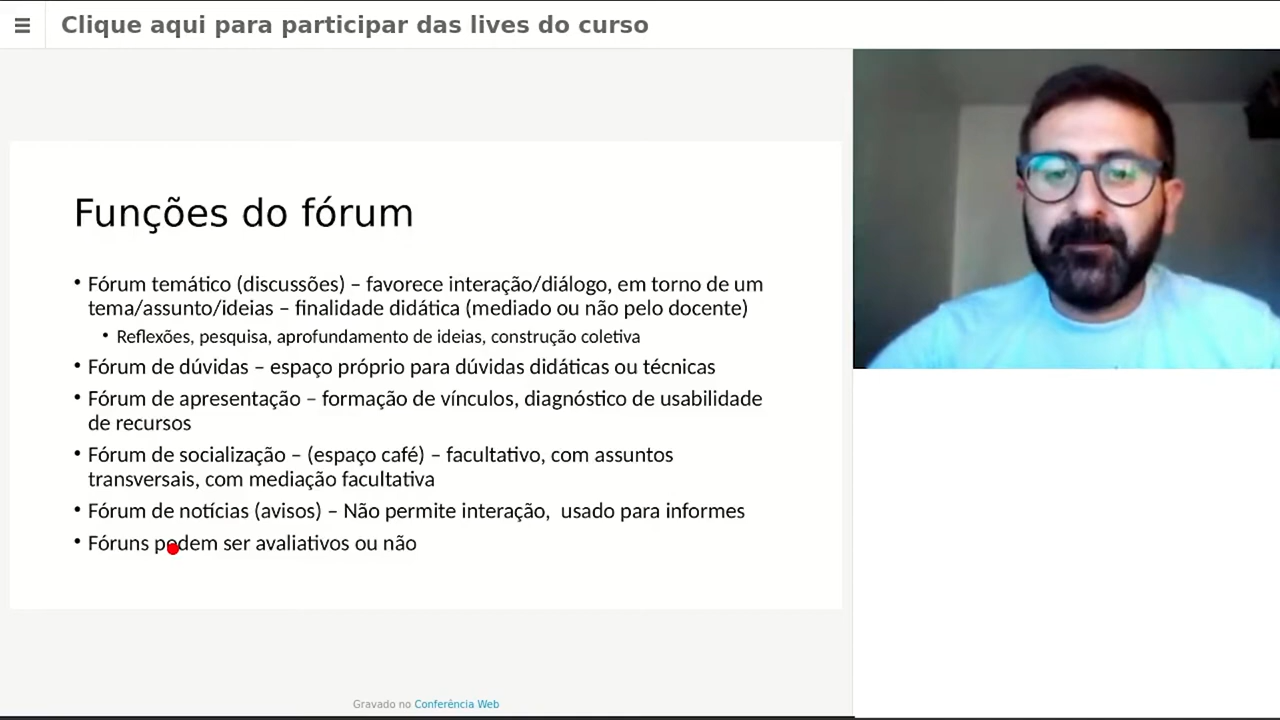 Clique aqui para participar das lives do curso
Funções do fórum
• Fórum temático (discussões) – favorece interação/diálogo, em torno de um
tema/assunto/ideias – finalidade didática (mediado ou não pelo docente)
• Reflexões, pesquisa, aprofundamento de ideias, construção coletiva
• Fórum de dúvidas – espaço próprio para dúvidas didáticas ou técnicas
• Fórum de apresentação – formação de vínculos, diagnóstico de usabilidade
de recursos
• Fórum de socialização – (espaço café) – facultativo, com assuntos
transversais, com mediação facultativa
• Fórum de notícias (avisos) – Não permite interação,  usado para informes
• Fóruns podem ser avaliativos ou não
Gravado no Conferência Web